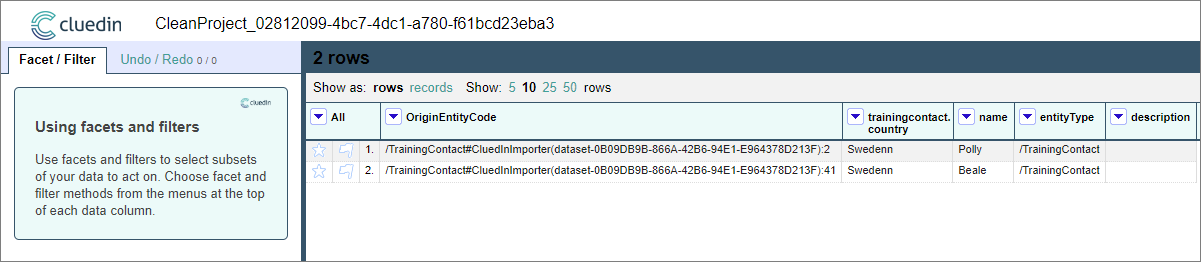 cluedin CleanProject_02812099-4bc7-4dc1-a780-f61bcd23eba3
Facet / Filter Undo / Redo 0 / 0
2 rows
Show as: rows records Show: 5 10 25 50 rows
cluedin
Using facets and filters
Use facets and filters to select subsets
of your data to act on. Choose facet and
filter methods from the menus at the top
of each data column.
All OriginEntityCode trainingcontact. name entityType description
country
1. /TrainingContact#CluedInImporter(dataset-0B09DB9B-866A-42B6-94E1-E964378D213F):2 Swedenn Polly /TrainingContact
2. /TrainingContact#CluedInImporter(dataset-0B09DB9B-866A-42B6-94E1-E964378D213F):41 Swedenn Beale /TrainingContact